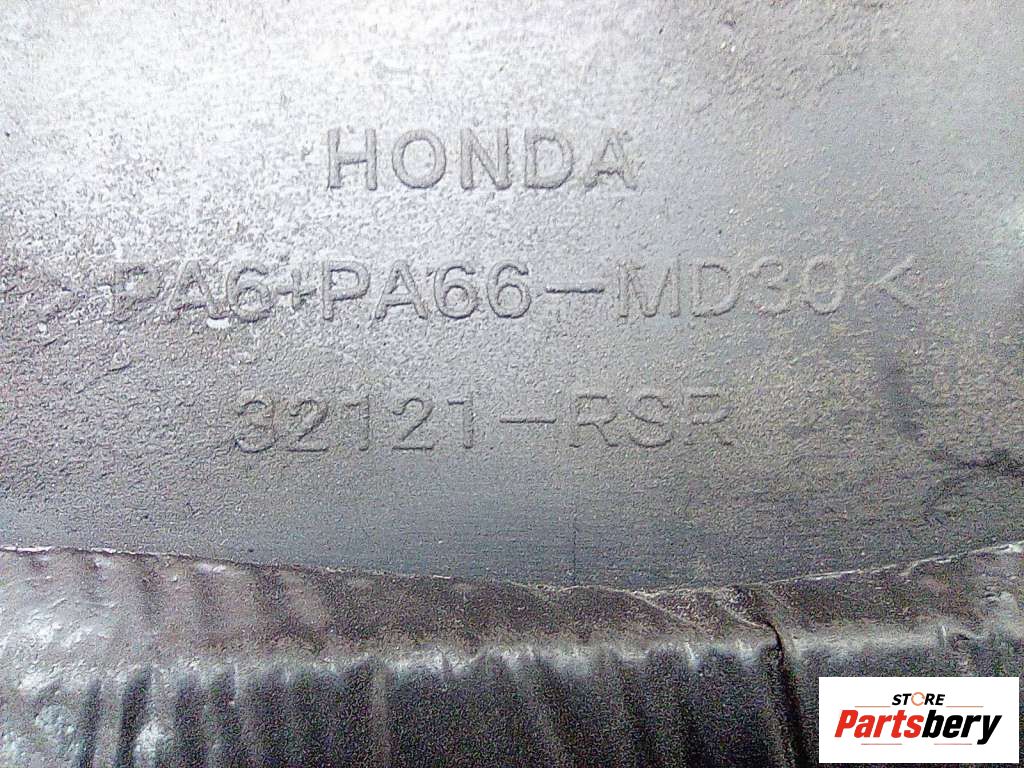 HONDA
>PA6+PA66-MD30<
32121-RSR
STORE
Partsbery